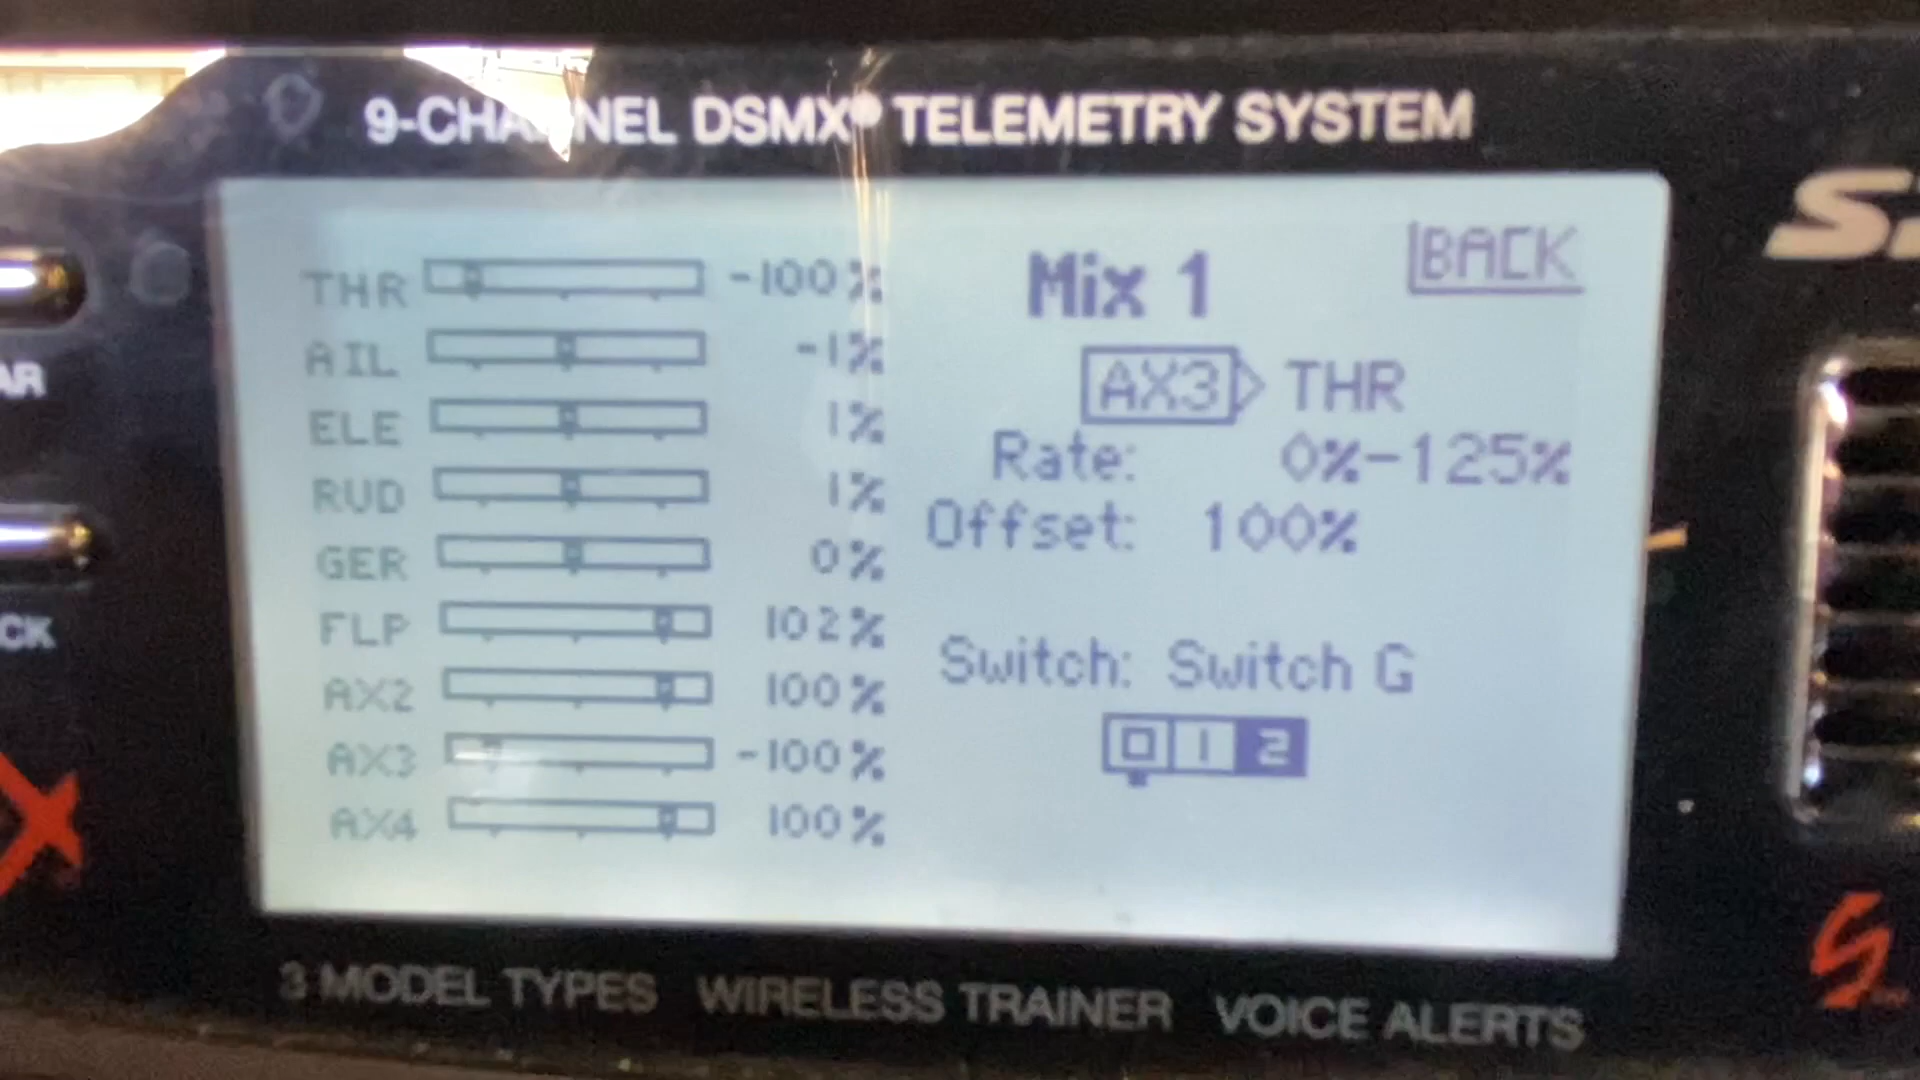 9-CHANNEL DSMX® TELEMETRY SYSTEM
BACK
Mix 1
AX3 THR
Rate: 0% -125%
Offset: 100%
Switch: Switch G
0 1 2
THR -100%
AIL -1%
ELE 1%
RUD 1%
GER 0%
FLP 102%
AX2 100%
AX3 -100%
AX4 100%
AR
CK
3 MODEL TYPES WIRELESS TRAINER VOICE ALERTS